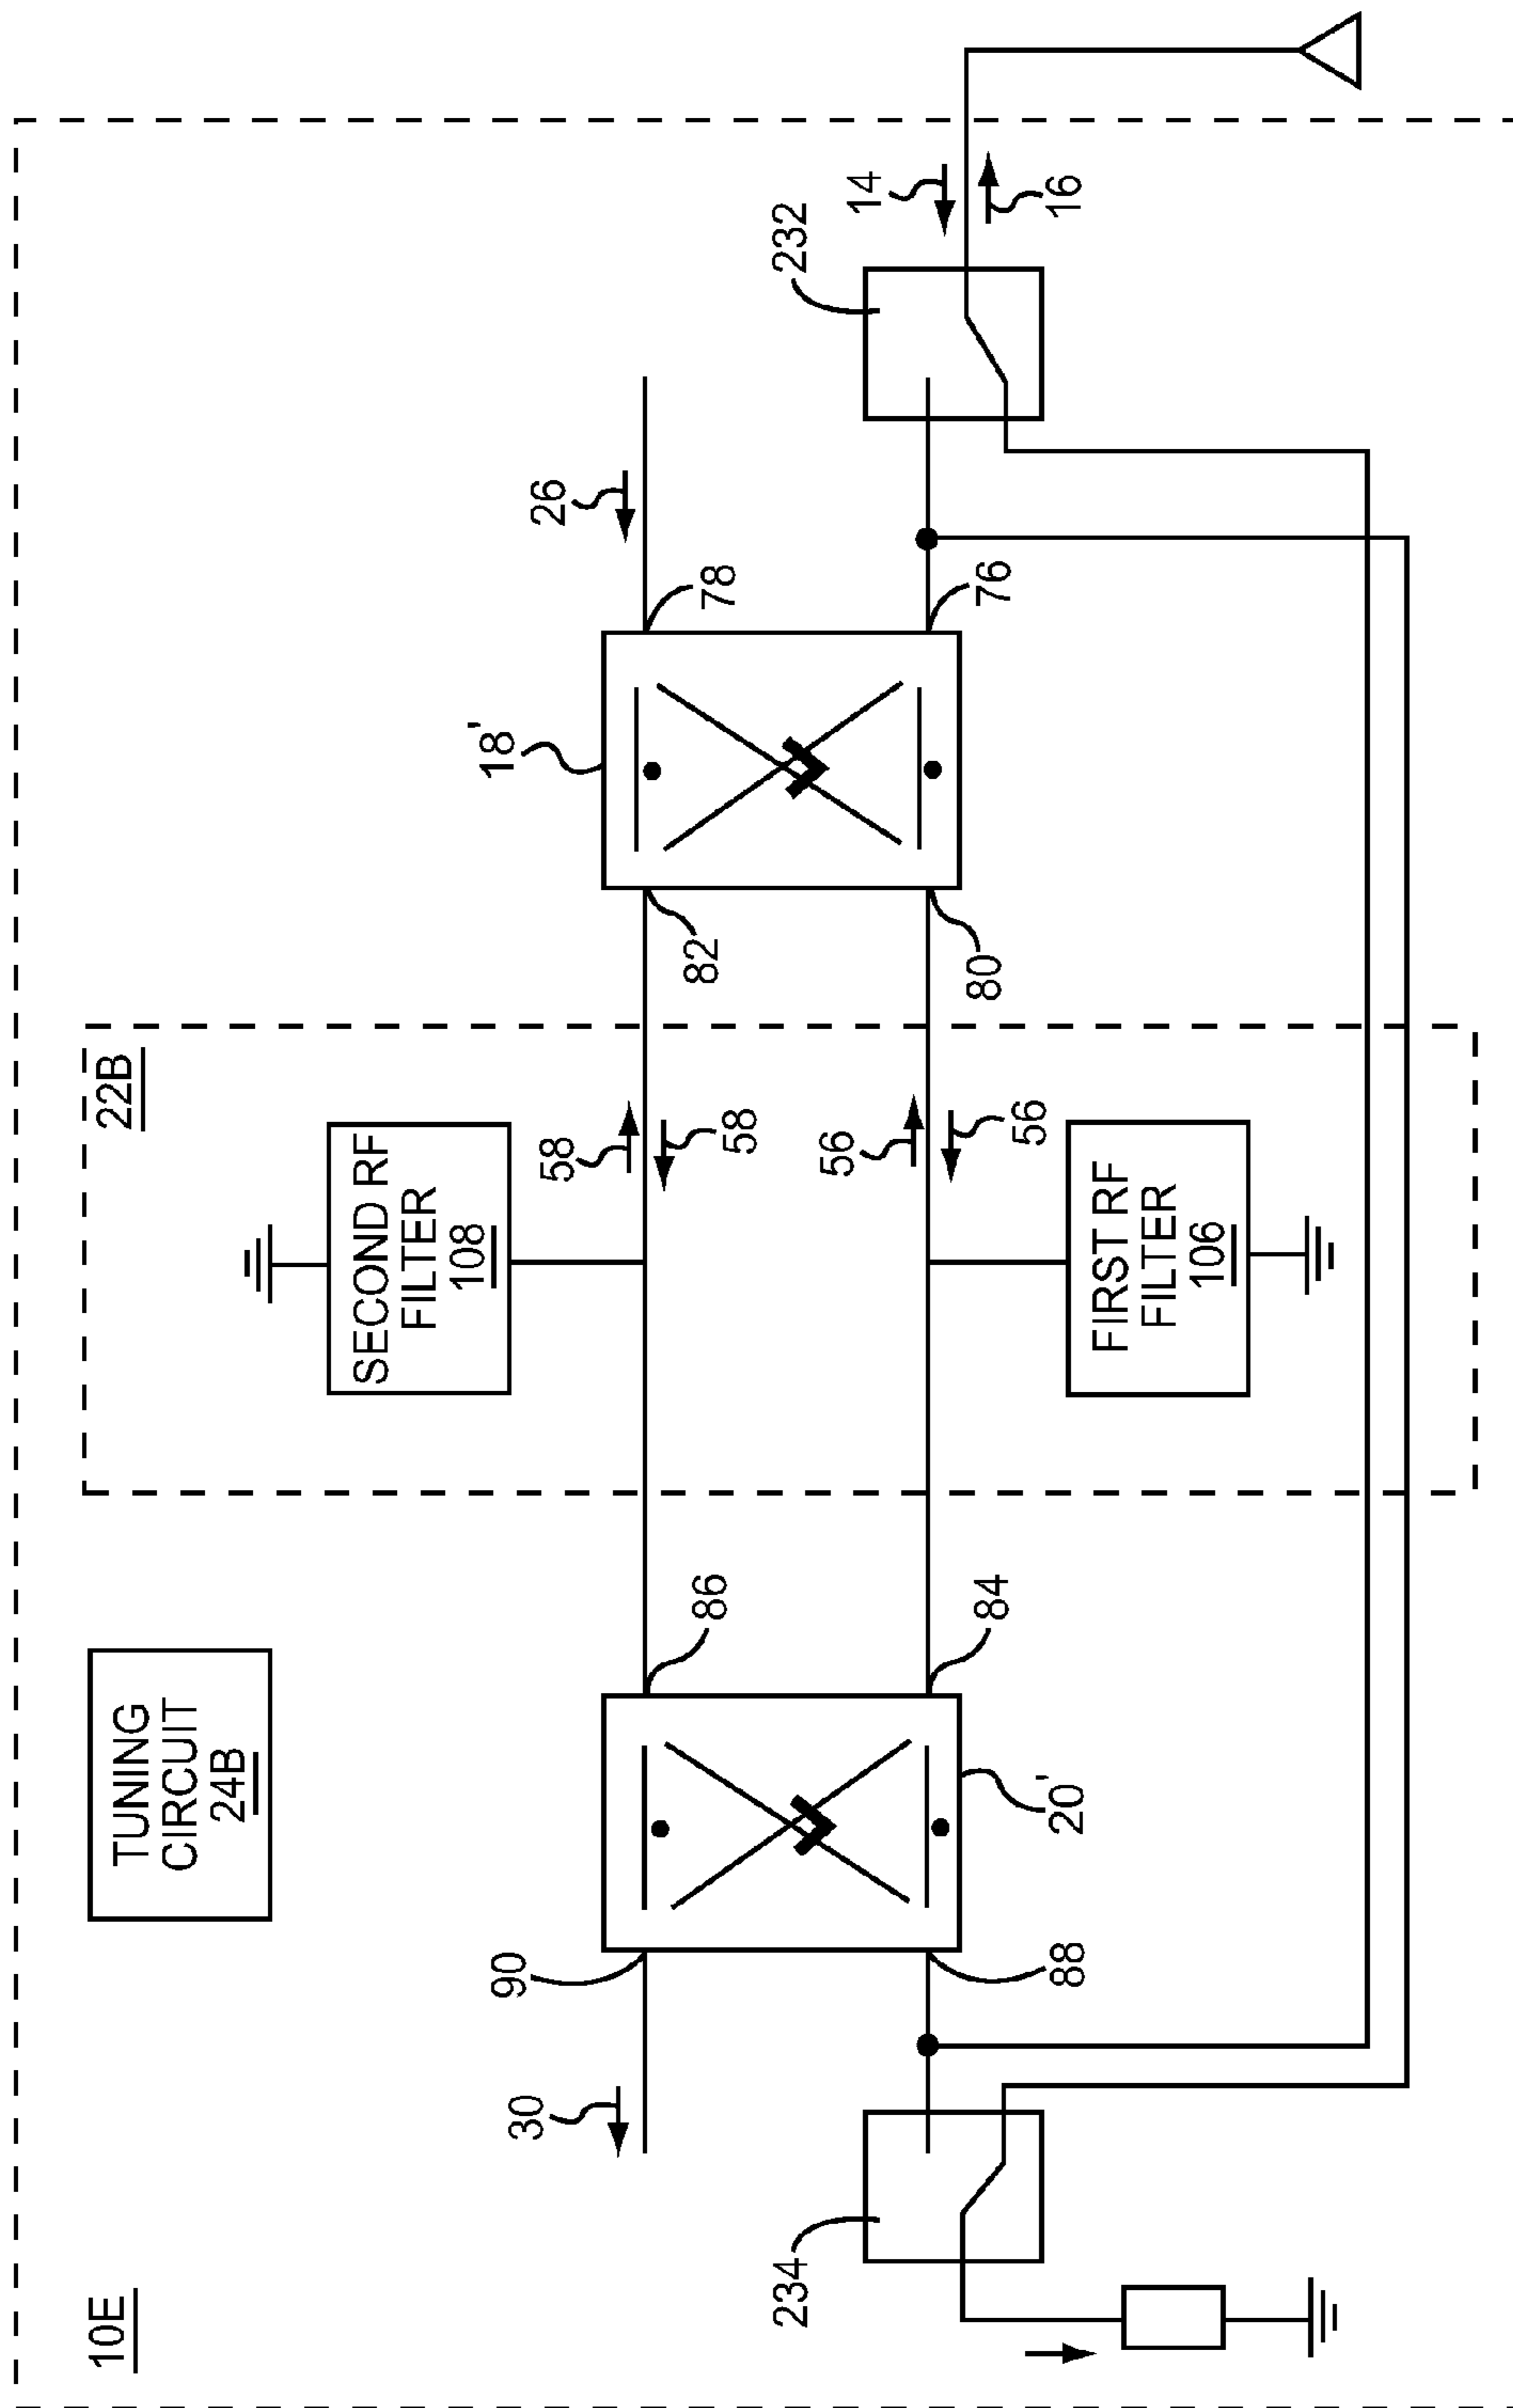 10E
TUNING
CIRCUIT
24B
22B
SECOND RF
FILTER
108
30
90
86
58
58
82
18'
78
26
234
88
20'
84
56
56
80
76
232
14
16
FIRST RF
FILTER
106